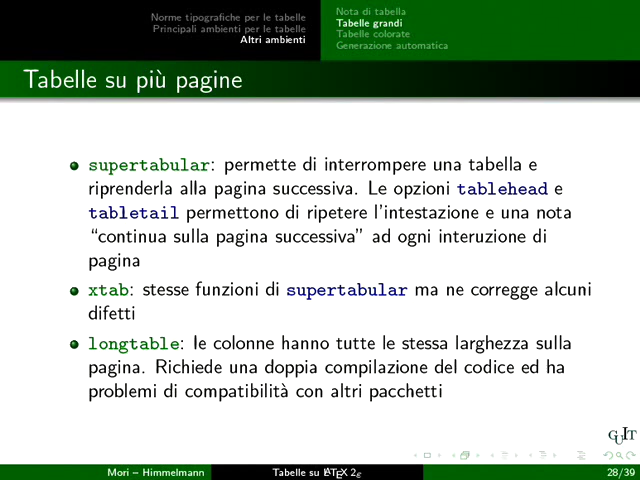 Norme tipografiche per le tabelle
Principali ambienti per le tabelle
Altri ambienti
Nota di tabella
Tabelle grandi
Tabelle colorate
Generazione automatica
Tabelle su più pagine
supertabular: permette di interrompere una tabella e
riprenderla alla pagina successiva. Le opzioni tablehead e
tabletail permettono di ripetere l'intestazione e una nota
“continua sulla pagina successiva” ad ogni interuzione di
pagina
xtab: stesse funzioni di supertabular ma ne corregge alcuni
difetti
longtable: le colonne hanno tutte le stessa larghezza sulla
pagina. Richiede una doppia compilazione del codice ed ha
problemi di compatibilità con altri pacchetti
GUIT
Mori – Himmelmann
Tabelle su LATEX 2ε
28/39